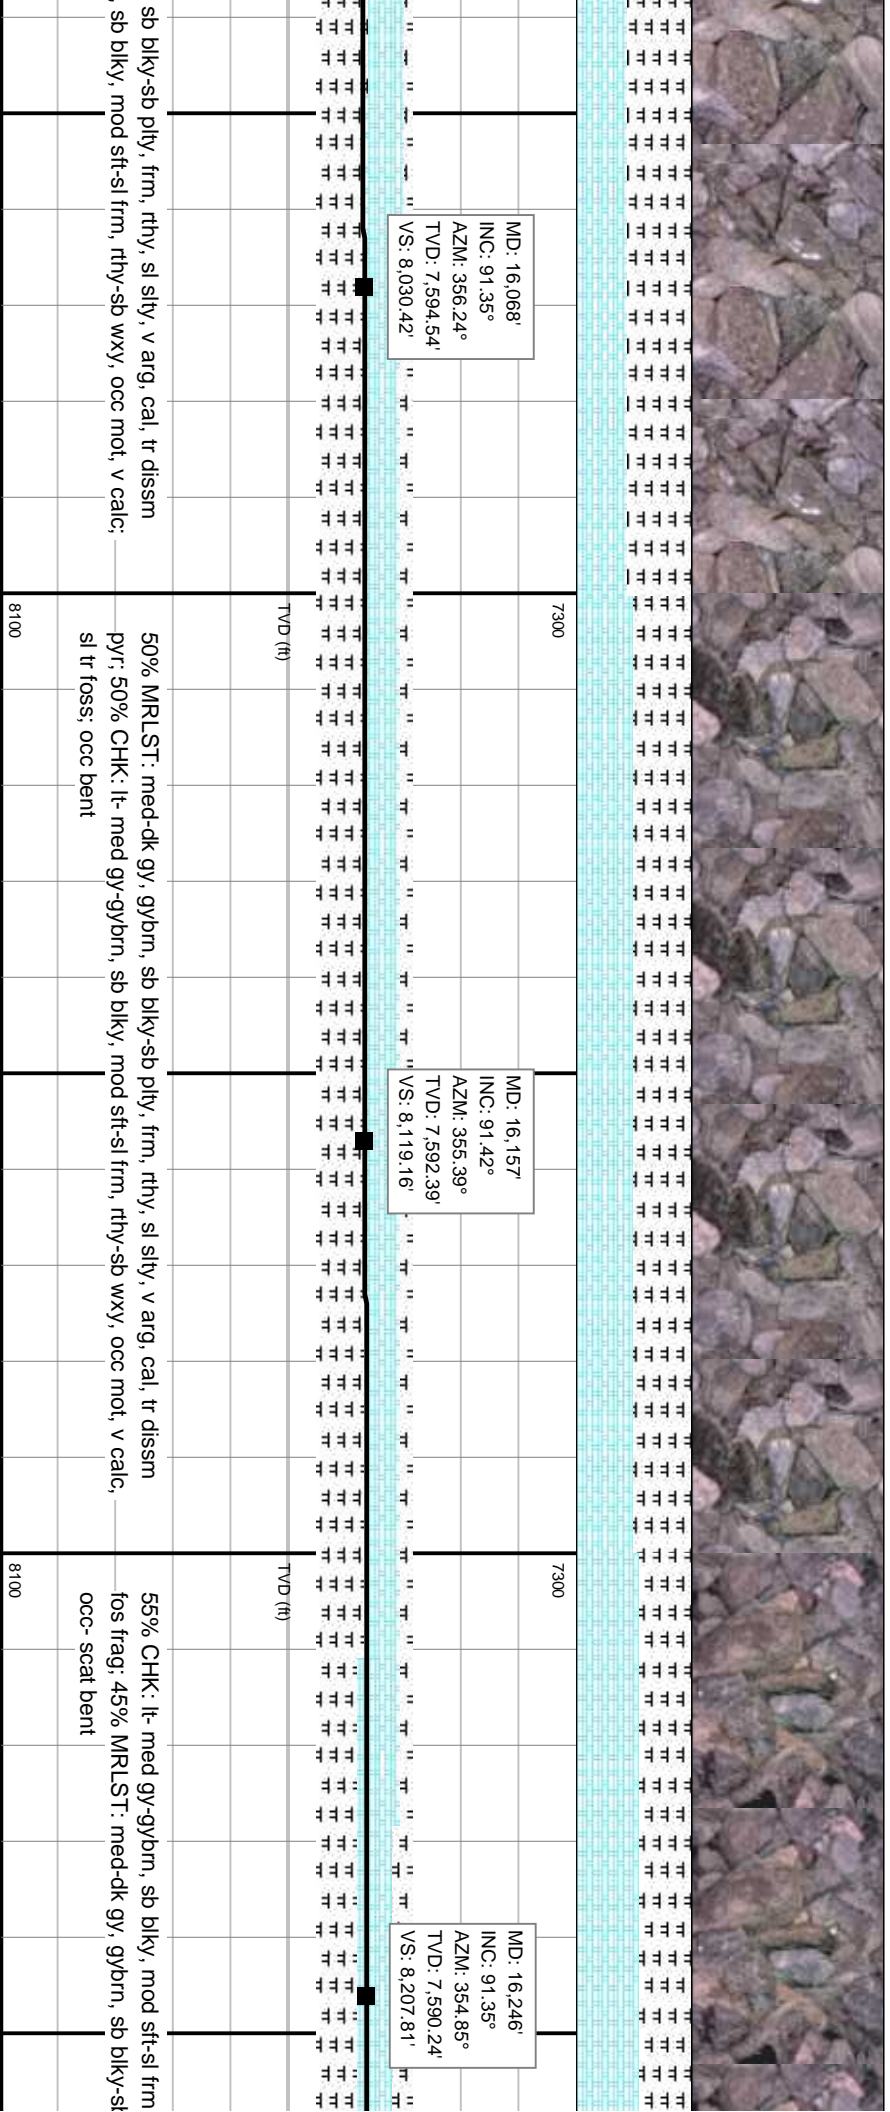 sb blky-sb plty, frm, rthy, sl slty, v arg, cal, tr dissm
, sb blky, mod sft-sl frm, rthy-sb wxy, occ mot, v calc;
MD: 16,068'
INC: 91.35°
AZM: 356.24°
TVD: 7,594.54'
VS: 8,030.42'
7300
TVD (ft)
8100
50% MRLST: med-dk gy, gybrn, sb blky-sb plty, frm, rthy, sl slty, v arg, cal, tr dissm
pyr; 50% CHK: lt- med gy-gybrn, sb blky, mod sft-sl frm, rthy-sb wxy, occ mot, v calc,
sl tr foss; occ bent
MD: 16,157'
INC: 91.42°
AZM: 355.39°
TVD: 7,592.39'
VS: 8,119.16'
7300
TVD (ft)
8100
55% CHK: lt- med gy-gybrn, sb blky, mod sft-sl frm
fos frag; 45% MRLST: med-dk gy, gybrn, sb blky-sb
occ- scat bent
MD: 16,246'
INC: 91.35°
AZM: 354.85°
TVD: 7,590.24'
VS: 8,207.81'